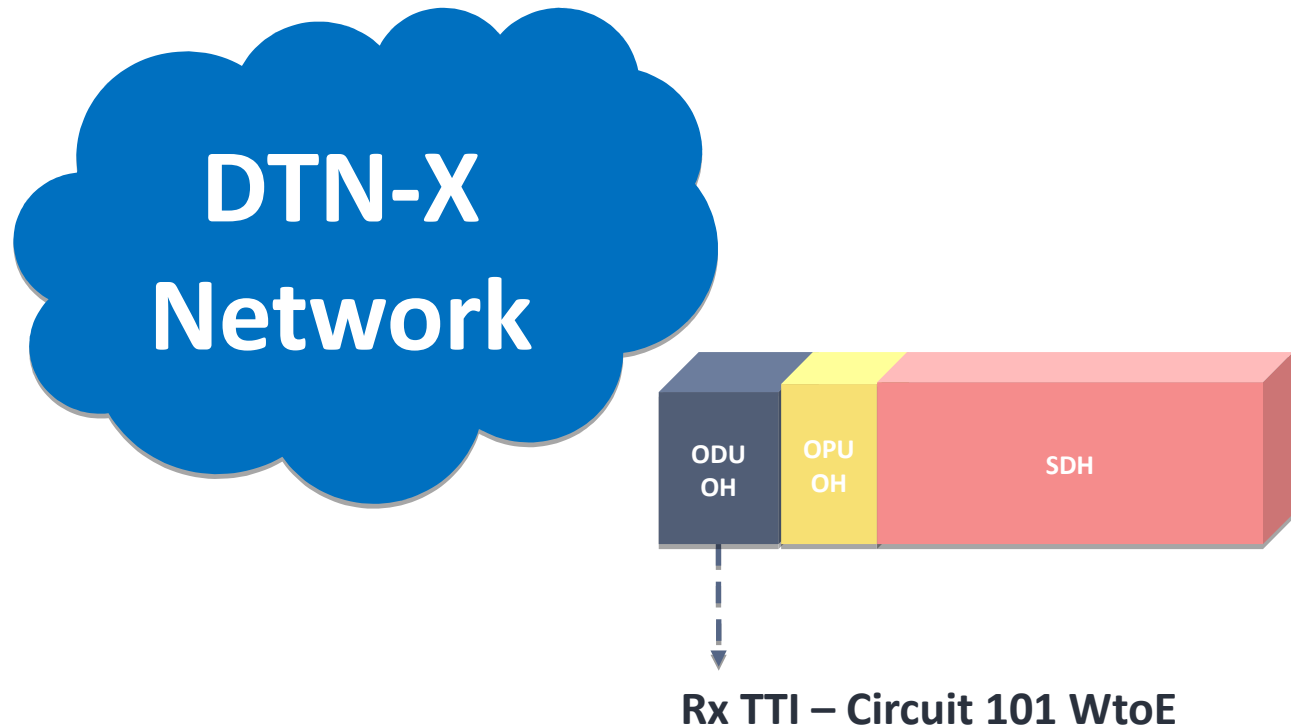 DTN-X
Network
ODU
OH
OPU
OH
SDH
Rx TTI – Circuit 101 WtoE